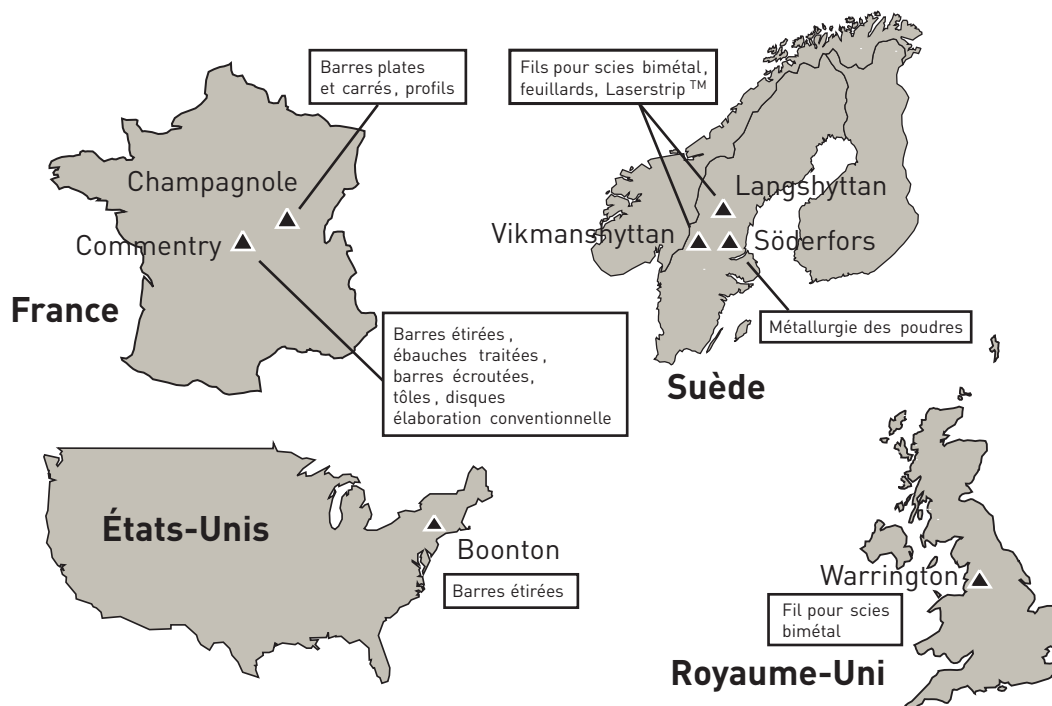 Barres plates
et carrés, profils
Champagnole
Commentry
France
Barres étirées,
ébauches traitées,
barres écroutées,
tôles, disques
élaboration conventionnelle
Fils pour scies bimétal,
feuillards, Laserstrip™
Langshyttan
Vikmanshyttan
Söderfors
Métallurgie des poudres
Suède
États-Unis
Boonton
Barres étirées
Warrington
Fil pour scies
bimétal
Royaume-Uni